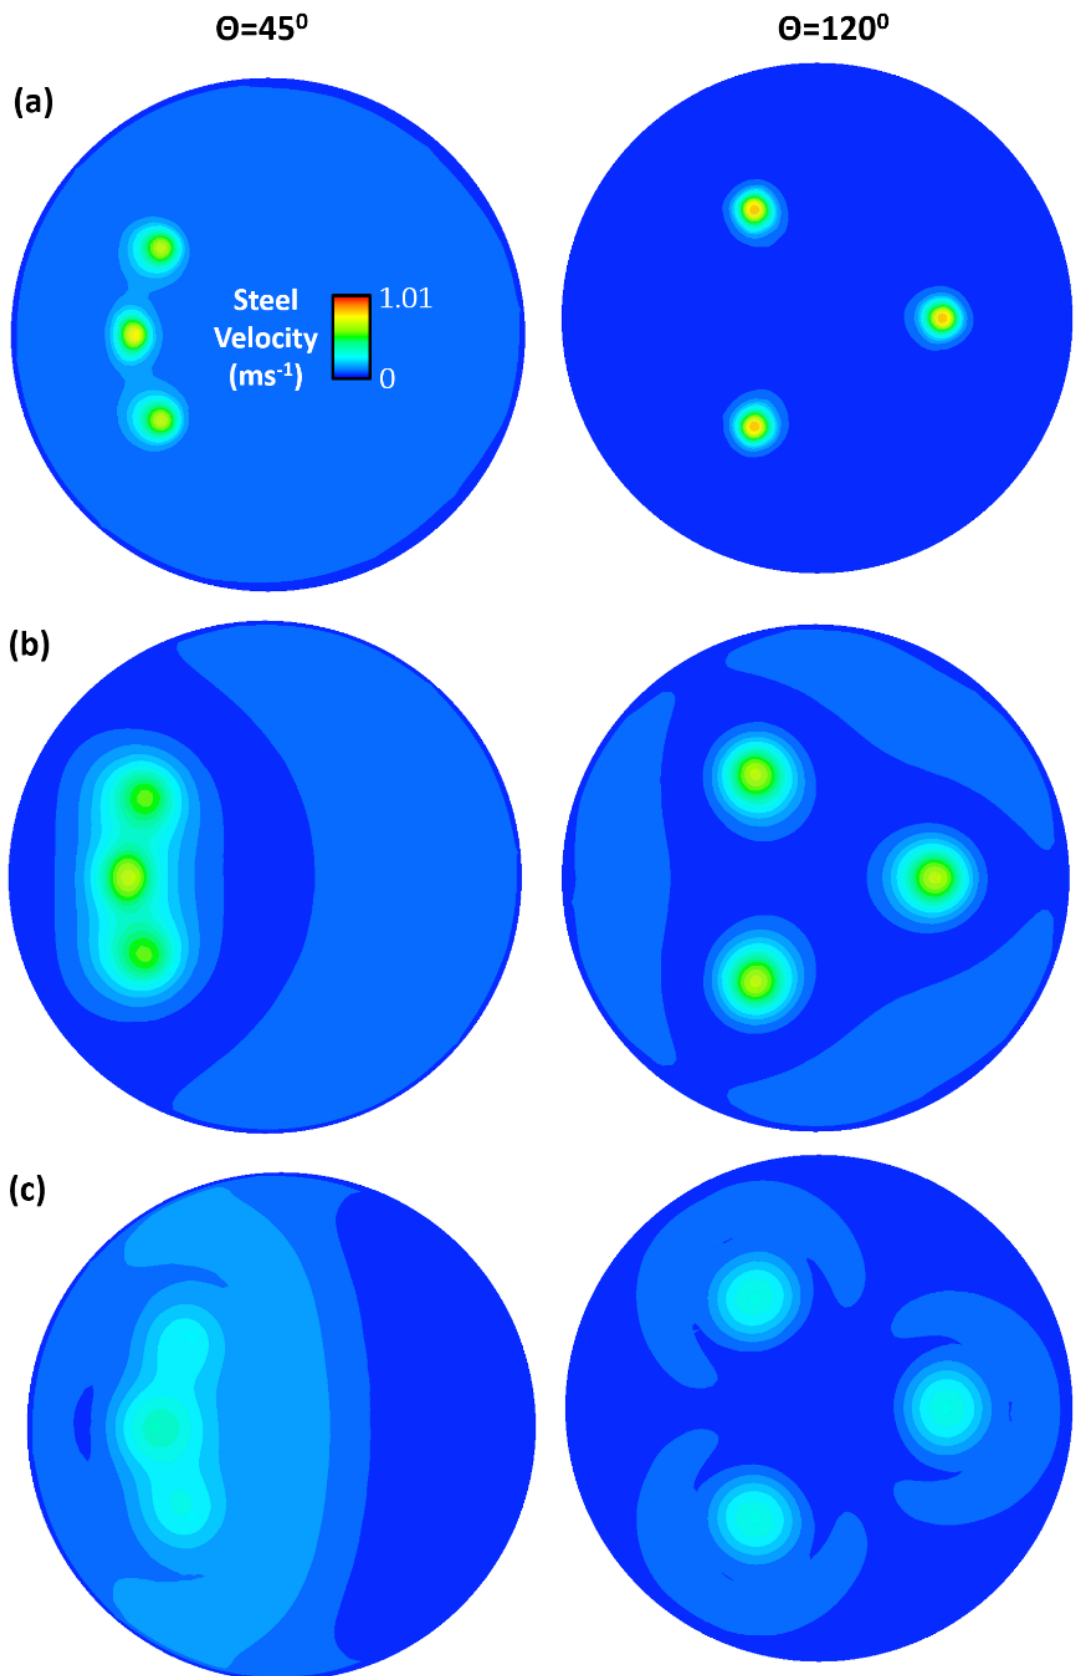 Θ=45⁰
Θ=120⁰
(a)
Steel
Velocity
(ms⁻¹)
1.01
0
(b)
(c)